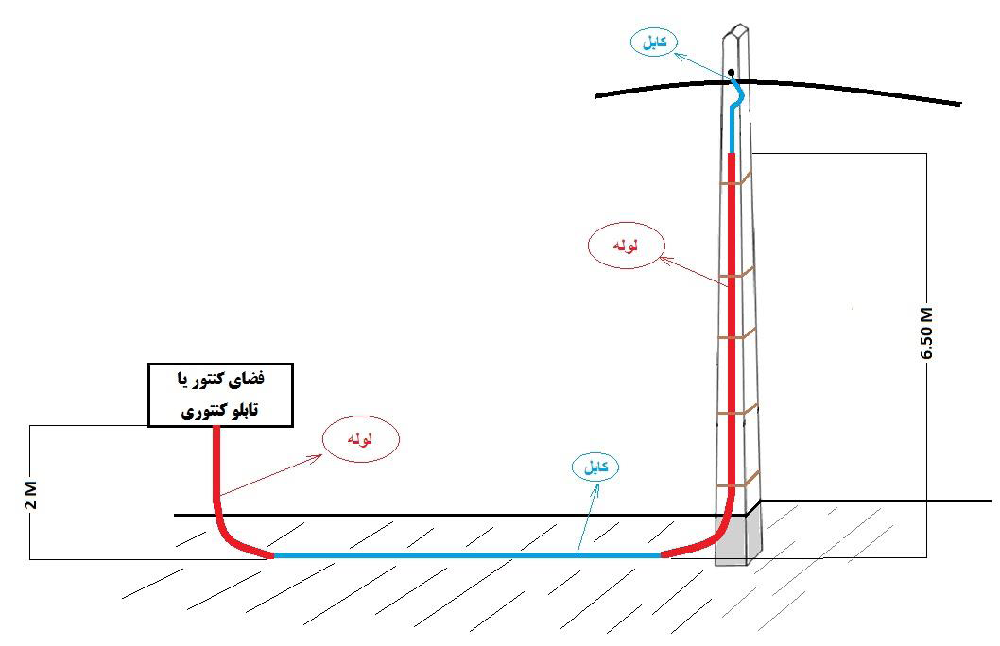 کابل
لوله
6.50 M
فضای کنتور یا
تابلو کنتوری
لوله
کابل
2 M